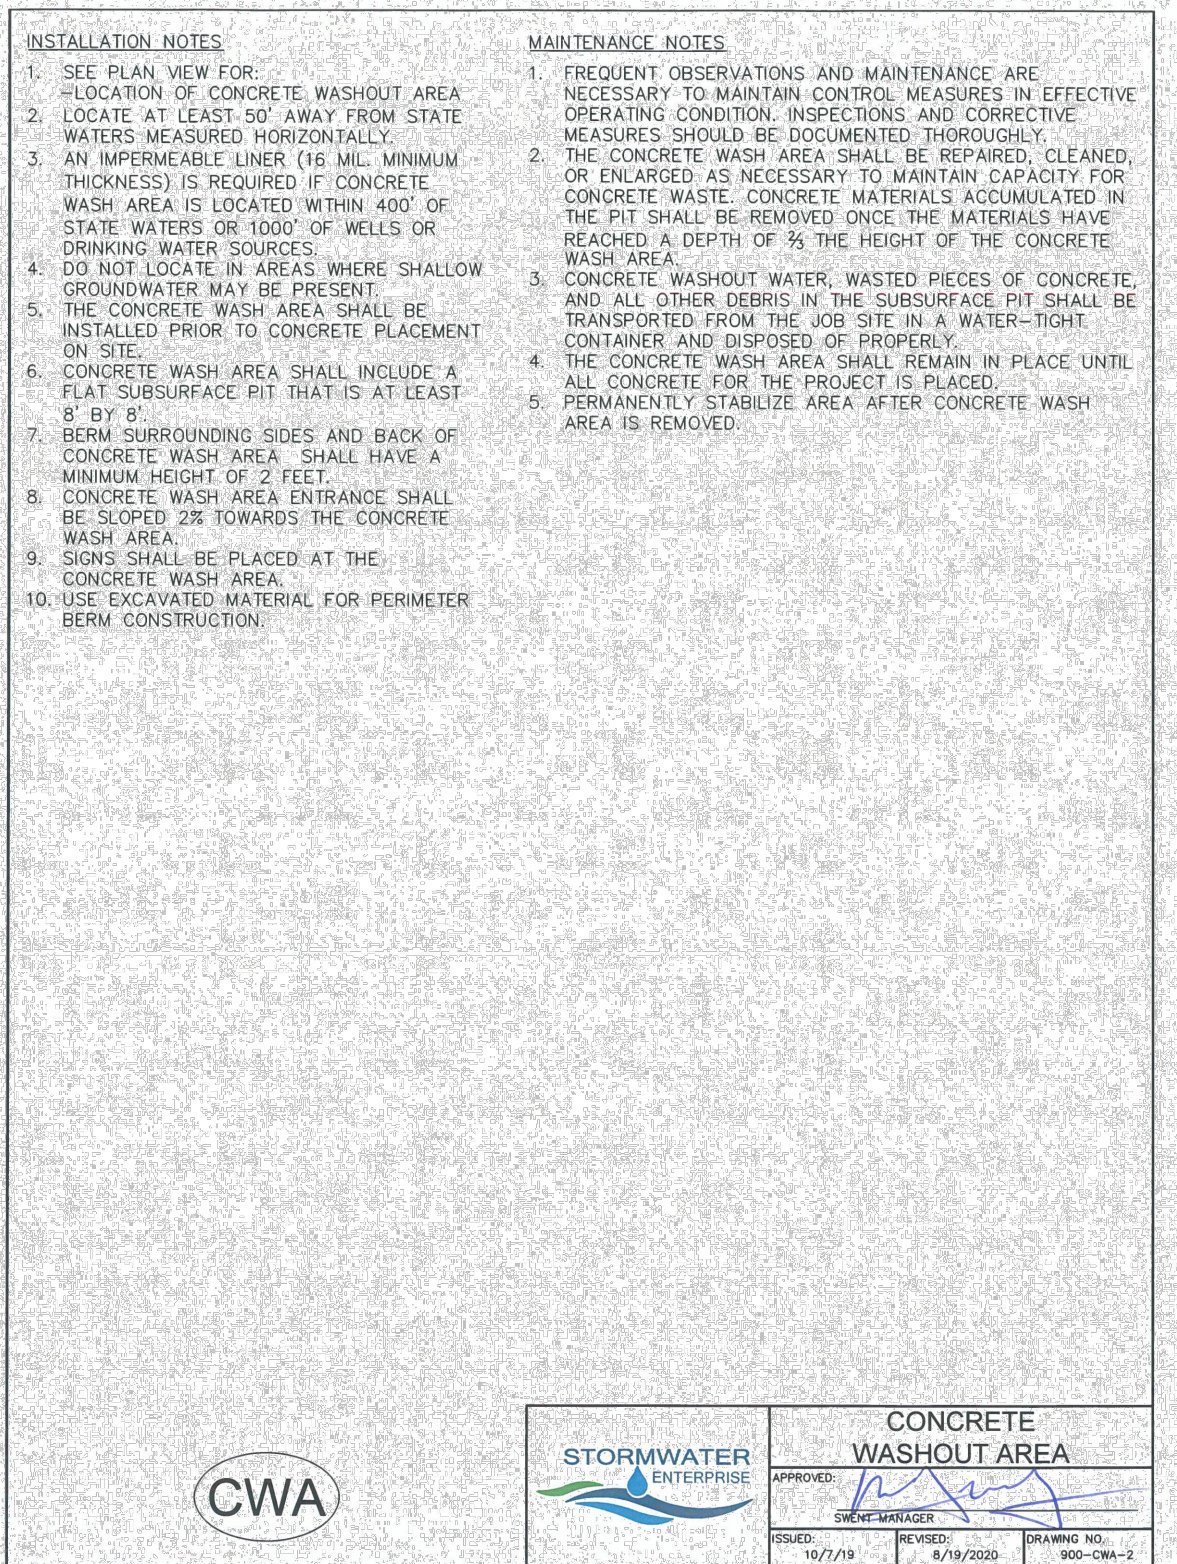 INSTALLATION NOTES
1. SEE PLAN VIEW FOR:
-LOCATION OF CONCRETE WASHOUT AREA
2. LOCATE AT LEAST 50' AWAY FROM STATE
WATERS MEASURED HORIZONTALLY.
3. AN IMPERMEABLE LINER (16 MIL. MINIMUM
THICKNESS) IS REQUIRED IF CONCRETE
WASH AREA IS LOCATED WITHIN 400' OF
STATE WATERS OR 1000' OF WELLS OR
DRINKING WATER SOURCES.
4. DO NOT LOCATE IN AREAS WHERE SHALLOW
GROUNDWATER MAY BE PRESENT.
5. THE CONCRETE WASH AREA SHALL BE
INSTALLED PRIOR TO CONCRETE PLACEMENT
ON SITE.
6. CONCRETE WASH AREA SHALL INCLUDE A
FLAT SUBSURFACE PIT THAT IS AT LEAST
8' BY 8'.
7. BERM SURROUNDING SIDES AND BACK OF
CONCRETE WASH AREA SHALL HAVE A
MINIMUM HEIGHT OF 2 FEET.
8. CONCRETE WASH AREA ENTRANCE SHALL
BE SLOPED 2% TOWARDS THE CONCRETE
WASH AREA.
9. SIGNS SHALL BE PLACED AT THE
CONCRETE WASH AREA.
10. USE EXCAVATED MATERIAL FOR PERIMETER
BERM CONSTRUCTION.
MAINTENANCE NOTES
1. FREQUENT OBSERVATIONS AND MAINTENANCE ARE
NECESSARY TO MAINTAIN CONTROL MEASURES IN EFFECTIVE
OPERATING CONDITION. INSPECTIONS AND CORRECTIVE
MEASURES SHOULD BE DOCUMENTED THOROUGHLY.
2. THE CONCRETE WASH AREA SHALL BE REPAIRED, CLEANED,
OR ENLARGED AS NECESSARY TO MAINTAIN CAPACITY FOR
CONCRETE WASTE. CONCRETE MATERIALS ACCUMULATED IN
THE PIT SHALL BE REMOVED ONCE THE MATERIALS HAVE
REACHED A DEPTH OF ⅔ THE HEIGHT OF THE CONCRETE
WASH AREA.
3. CONCRETE WASHOUT WATER, WASTED PIECES OF CONCRETE,
AND ALL OTHER DEBRIS IN THE SUBSURFACE PIT SHALL BE
TRANSPORTED FROM THE JOB SITE IN A WATER-TIGHT
CONTAINER AND DISPOSED OF PROPERLY.
4. THE CONCRETE WASH AREA SHALL REMAIN IN PLACE UNTIL
ALL CONCRETE FOR THE PROJECT IS PLACED.
5. PERMANENTLY STABILIZE AREA AFTER CONCRETE WASH
AREA IS REMOVED.
CWA
STORMWATER
ENTERPRISE
CONCRETE
WASHOUT AREA
APPROVED:
SWENT MANAGER
ISSUED:
10/7/19
REVISED:
8/19/2020
DRAWING NO.
900-CWA-2